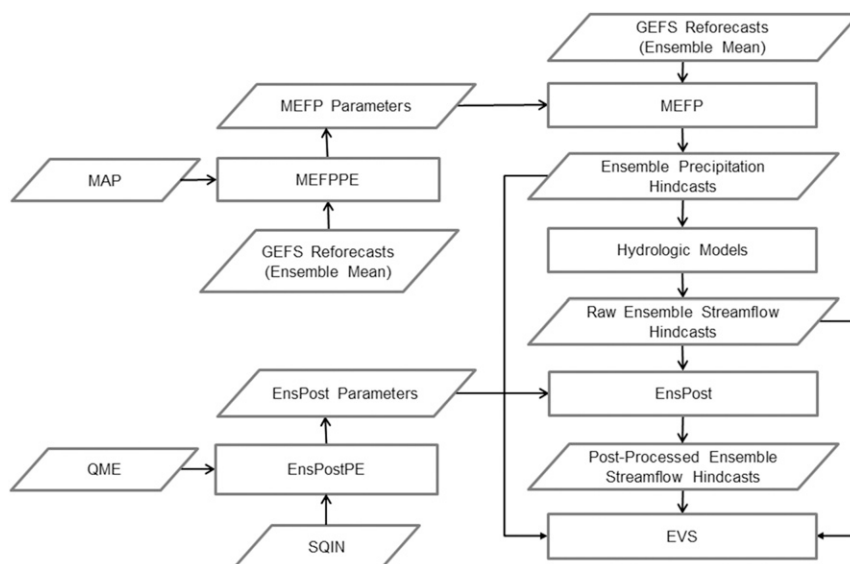 GEFS Reforecasts
(Ensemble Mean)
MEFP Parameters
MEFP
MAP
MEFPPE
Ensemble Precipitation
Hindcasts
GEFS Reforecasts
(Ensemble Mean)
Hydrologic Models
Raw Ensemble Streamflow
Hindcasts
EnsPost Parameters
EnsPost
QME
EnsPostPE
Post-Processed Ensemble
Streamflow Hindcasts
SQIN
EVS